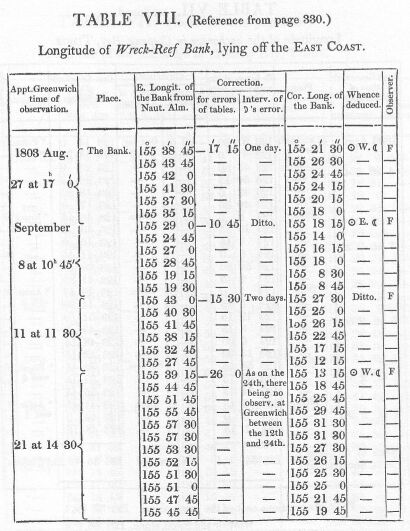 TABLE VIII. (Reference from page 330.)
Longitude of Wreck-Reef Bank, lying off the EAST COAST.
Appt. Greenwich time of observation. Place. E. Longit. of the Bank from Naut. Alm. Correction. for errors of tables. Interv. of ☽'s error. Cor. Long. of the Bank. Whence deduced. Observer.
° ′ ″ ′ ″ ° ′ ″
1803 Aug. The Bank. 155 38 45 —17 15 One day. 155 21 30 ⊙ W. ☾ F
155 43 45 — — 155 26 30 — —
h ′
27 at 17 0 155 42 0 — — 155 24 45 — —
155 41 30 — — 155 24 15 — —
155 37 30 — — 155 20 15 — —
155 35 15 — — 155 18 0 — —
September 155 29 0 —10 45 Ditto. 155 18 15 ⊙ E. ☾ F
155 24 45 — — 155 14 0 — —
155 27 0 — — 155 16 15 — —
8 at 10ʰ 45′ 155 28 45 — — 155 18 0 — —
155 19 15 — — 155 8 30 — —
155 19 30 — — 155 8 45 — —
155 43 0 —15 30 Two days. 155 27 30 Ditto. F
155 40 30 — — 155 25 0 — —
11 at 11 30 155 41 45 — — 155 26 15 — —
155 38 15 — — 155 22 45 — —
155 32 45 — — 155 17 15 — —
155 27 45 — — 155 12 15 — —
155 39 15 —26 0 As on the 155 13 15 ⊙ W. ☾ F
155 44 45 — 24th, there 155 18 45 — —
155 51 45 — being no 155 25 45 — —
155 55 45 — observ. at 155 29 45 — —
155 57 30 — Greenwich 155 31 30 — —
21 at 14 30 155 57 30 — between 155 31 30 — —
155 53 30 — the 12th 155 27 30 — —
155 52 15 — and 24th. 155 26 15 — —
155 51 30 — — 155 25 30 — —
155 51 0 — — 155 25 0 — —
155 47 45 — — 155 21 45 — —
155 45 45 — — 155 19 45 — —